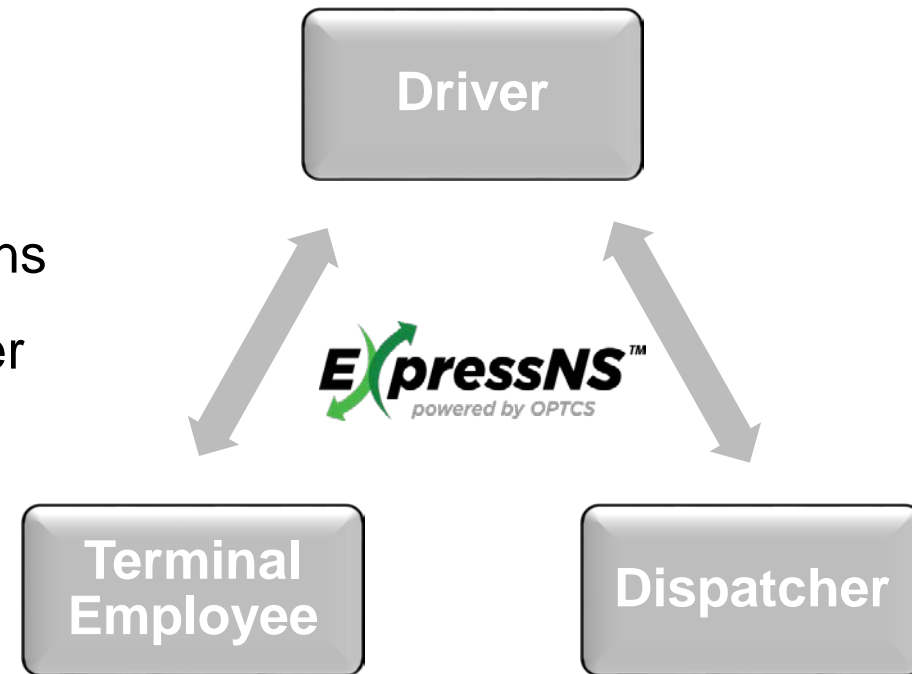 Driver
ns
er
ExpressNS™
powered by OPTCS
Terminal
Employee
Dispatcher